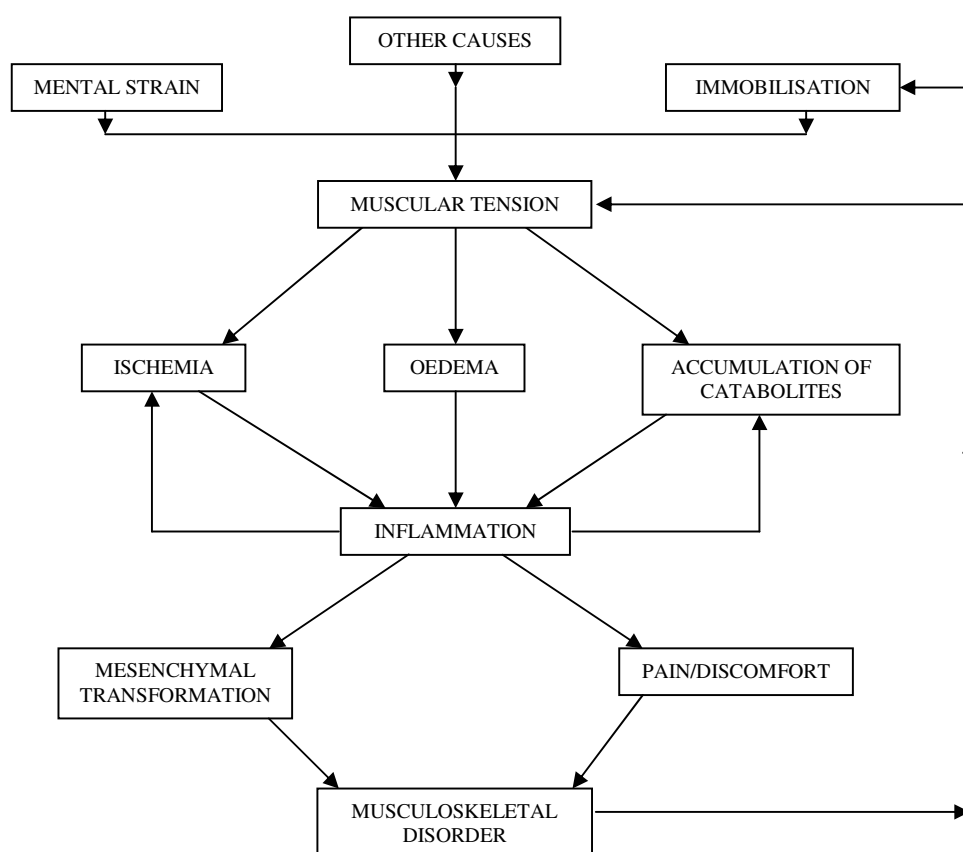 OTHER CAUSES
MENTAL STRAIN
IMMOBILISATION
MUSCULAR TENSION
ISCHEMIA
OEDEMA
ACCUMULATION OF
CATABOLITES
INFLAMMATION
MESENCHYMAL
TRANSFORMATION
PAIN/DISCOMFORT
MUSCULOSKELETAL
DISORDER